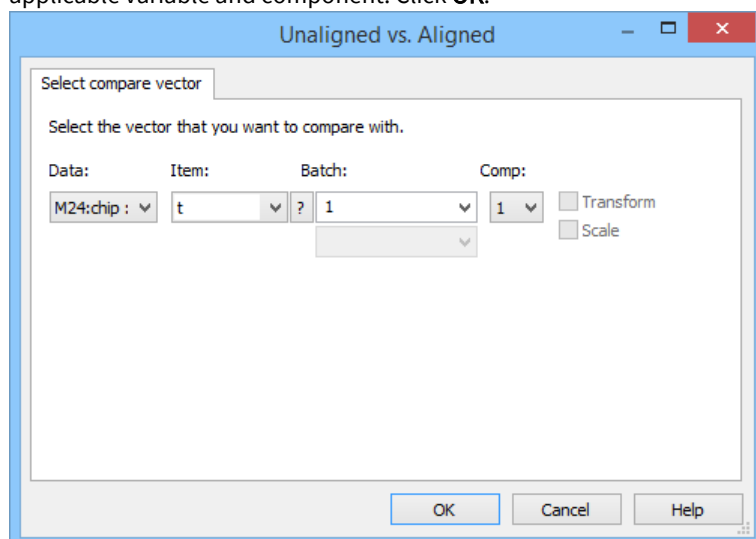 applicable variable and component. Click OK.
Unaligned vs. Aligned
Select compare vector
Select the vector that you want to compare with.
Data: Item: Batch: Comp:
M24:chip : t ? 1 1 Transform
Scale
OK Cancel Help